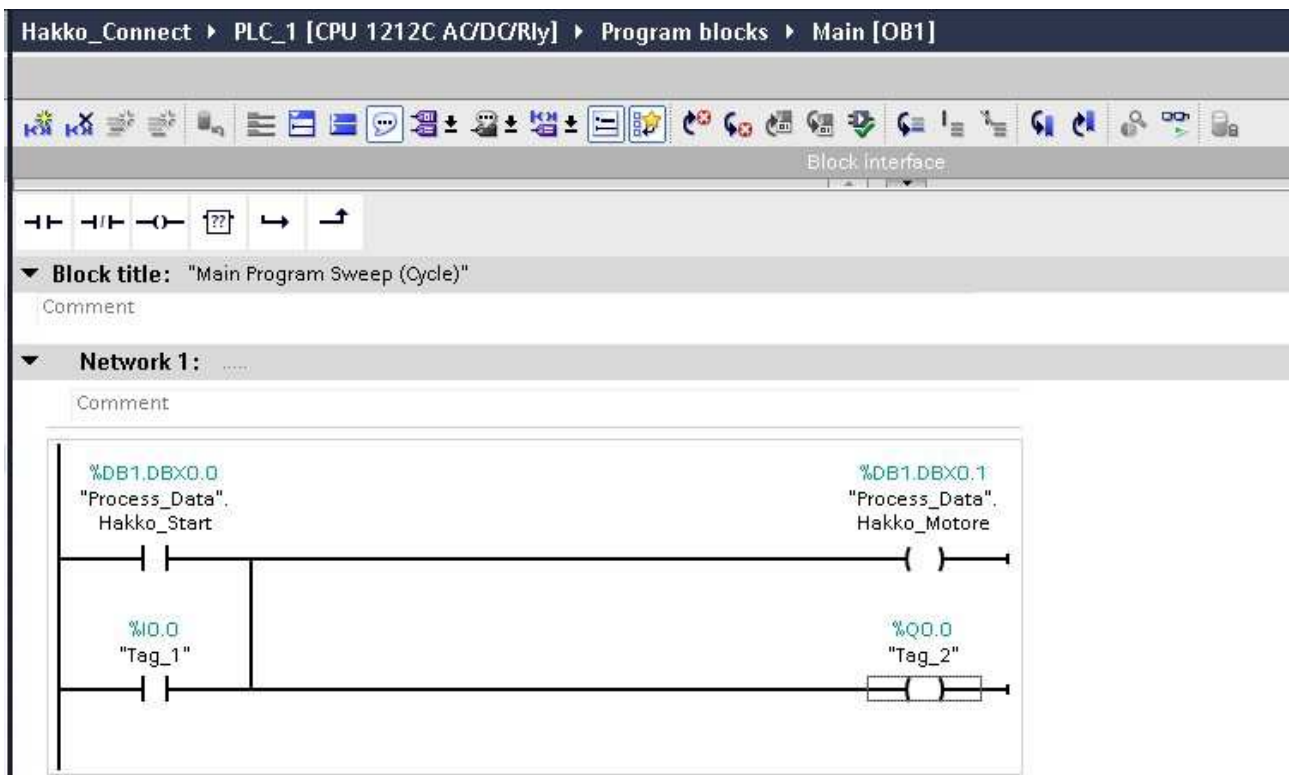 Hakko_Connect ▸ PLC_1 [CPU 1212C AC/DC/Rly] ▸ Program blocks ▸ Main [OB1]
Block interface
??
Block title: "Main Program Sweep (Cycle)"
Comment
Network 1: .....
Comment
%DB1.DBX0.0
"Process_Data".
Hakko_Start
%DB1.DBX0.1
"Process_Data".
Hakko_Motore
%I0.0
"Tag_1"
%Q0.0
"Tag_2"